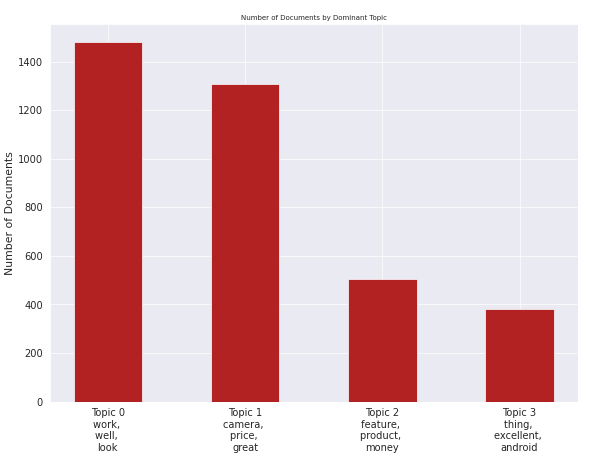 Number of Documents by Dominant Topic
Number of Documents
1400
1200
1000
800
600
400
200
0
Topic 0
work,
well,
look
Topic 1
camera,
price,
great
Topic 2
feature,
product,
money
Topic 3
thing,
excellent,
android